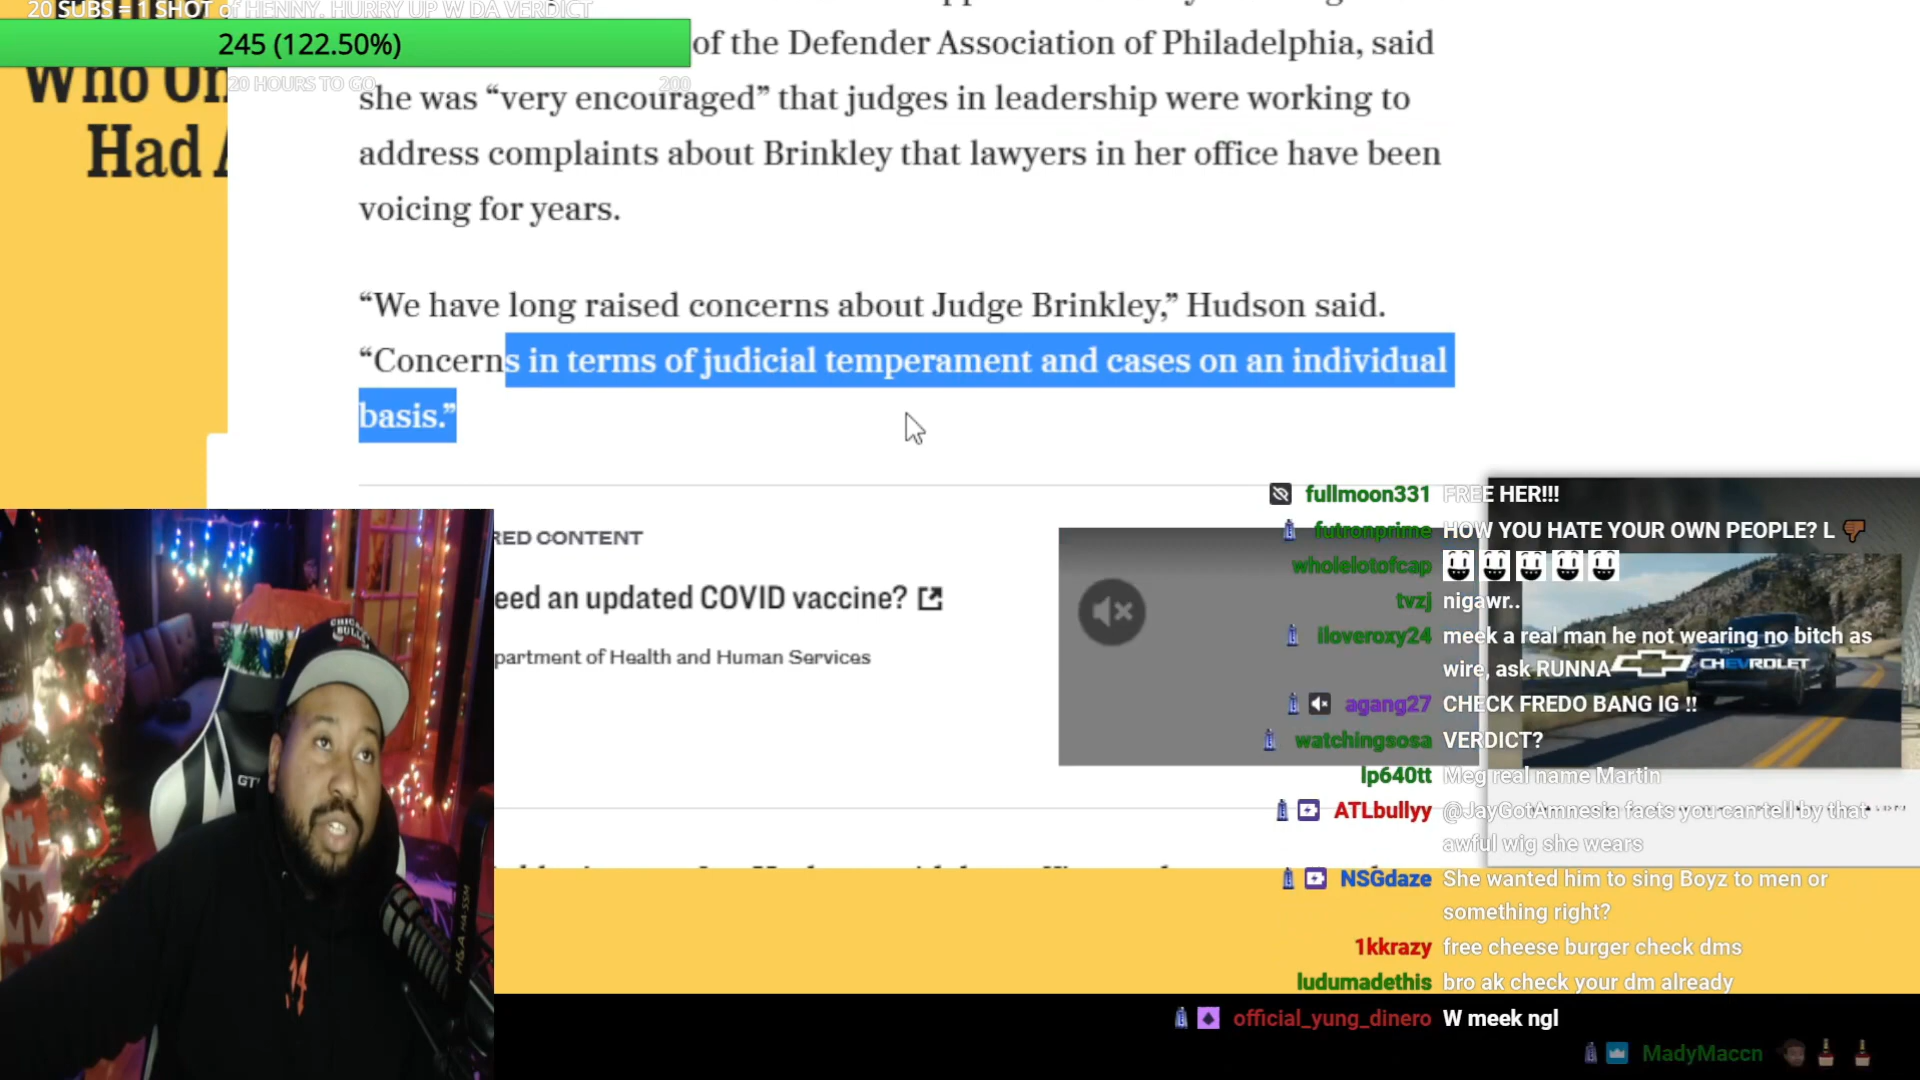 20 SUBS = 1 SHOT of HENNY. HURRY UP W DA VERDICT
245 (122.50%)
20 HOURS TO GO
200
Who On
Had
of the Defender Association of Philadelphia, said
she was “very encouraged” that judges in leadership were working to
address complaints about Brinkley that lawyers in her office have been
voicing for years.
“We have long raised concerns about Judge Brinkley,” Hudson said.
“Concerns in terms of judicial temperament and cases on an individual
basis.”
RED CONTENT
eed an updated COVID vaccine?
partment of Health and Human Services
CHICAGO
BULLS
GT
H&A HA-SSM
CHEVROLET
fullmoon331 FREE HER!!!
futronprime HOW YOU HATE YOUR OWN PEOPLE? L
wholelotofcap
tvzj nigawr..
iloveroxy24 meek a real man he not wearing no bitch as
wire, ask RUNNA
agang27 CHECK FREDO BANG IG !!
watchingsosa VERDICT?
lp640tt Meg real name Martin
ATLbullyy @JayGotAmnesia facts you can tell by that
awful wig she wears
NSGdaze She wanted him to sing Boyz to men or
something right?
1kkrazy free cheese burger check dms
ludumadethis bro ak check your dm already
official_yung_dinero W meek ngl
MadyMaccn